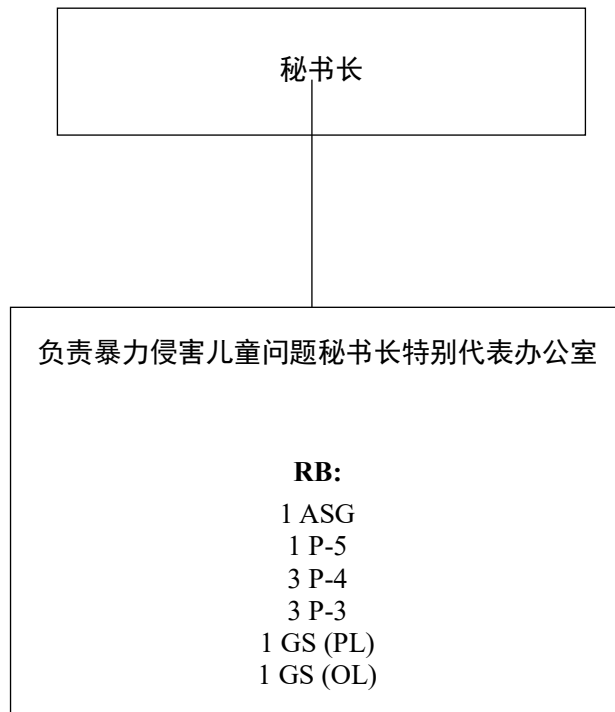 秘书长
负责暴力侵害儿童问题秘书长特别代表办公室
RB:
1 ASG
1 P-5
3 P-4
3 P-3
1 GS (PL)
1 GS (OL)